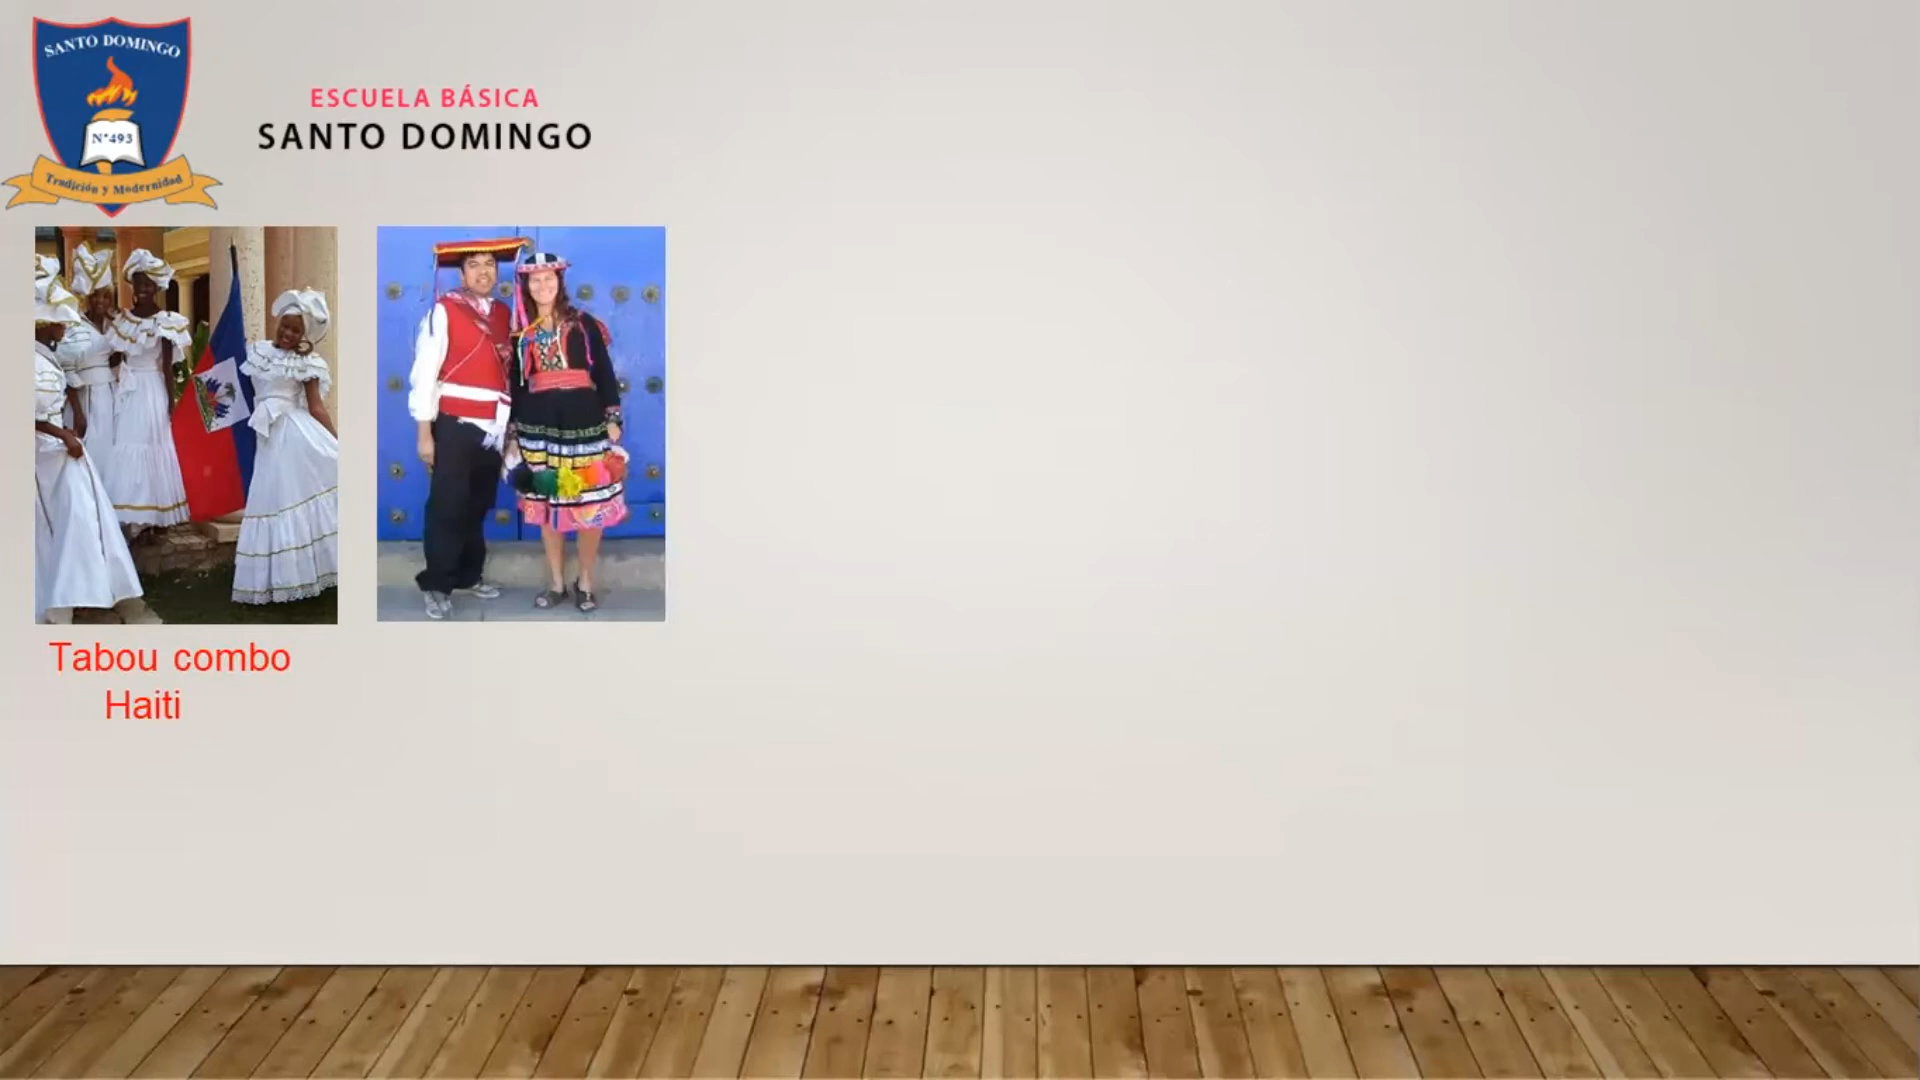 SANTO DOMINGO
N°493
Tradición y Modernidad
ESCUELA BÁSICA
SANTO DOMINGO
Tabou combo
Haiti